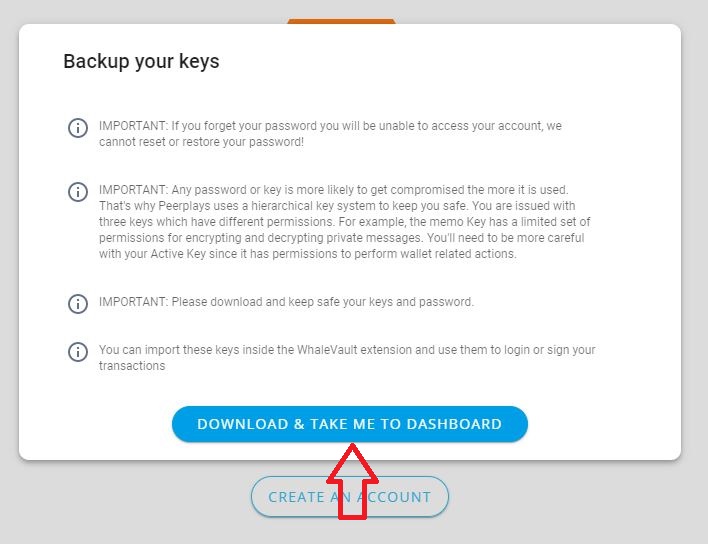 Backup your keys
IMPORTANT: If you forget your password you will be unable to access your account, we
cannot reset or restore your password!
IMPORTANT: Any password or key is more likely to get compromised the more it is used.
That's why Peerplays uses a hierarchical key system to keep you safe. You are issued with
three keys which have different permissions. For example, the memo Key has a limited set of
permissions for encrypting and decrypting private messages. You'll need to be more careful
with your Active Key since it has permissions to perform wallet related actions.
IMPORTANT: Please download and keep safe your keys and password.
You can import these keys inside the WhaleVault extension and use them to login or sign your
transactions
DOWNLOAD & TAKE ME TO DASHBOARD
CREATE AN ACCOUNT